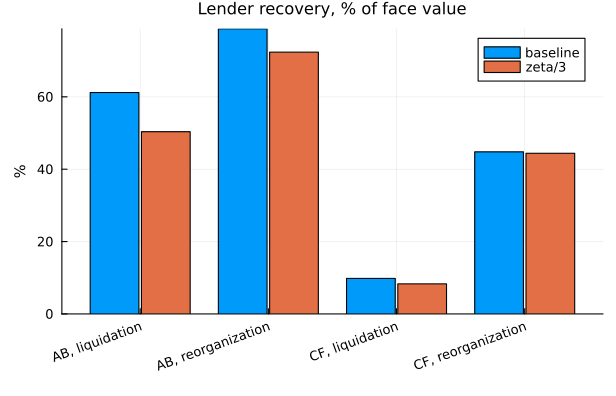 Lender recovery, % of face value
baseline
zeta/3
%
60
40
20
0
AB, liquidation
AB, reorganization
CF, liquidation
CF, reorganization